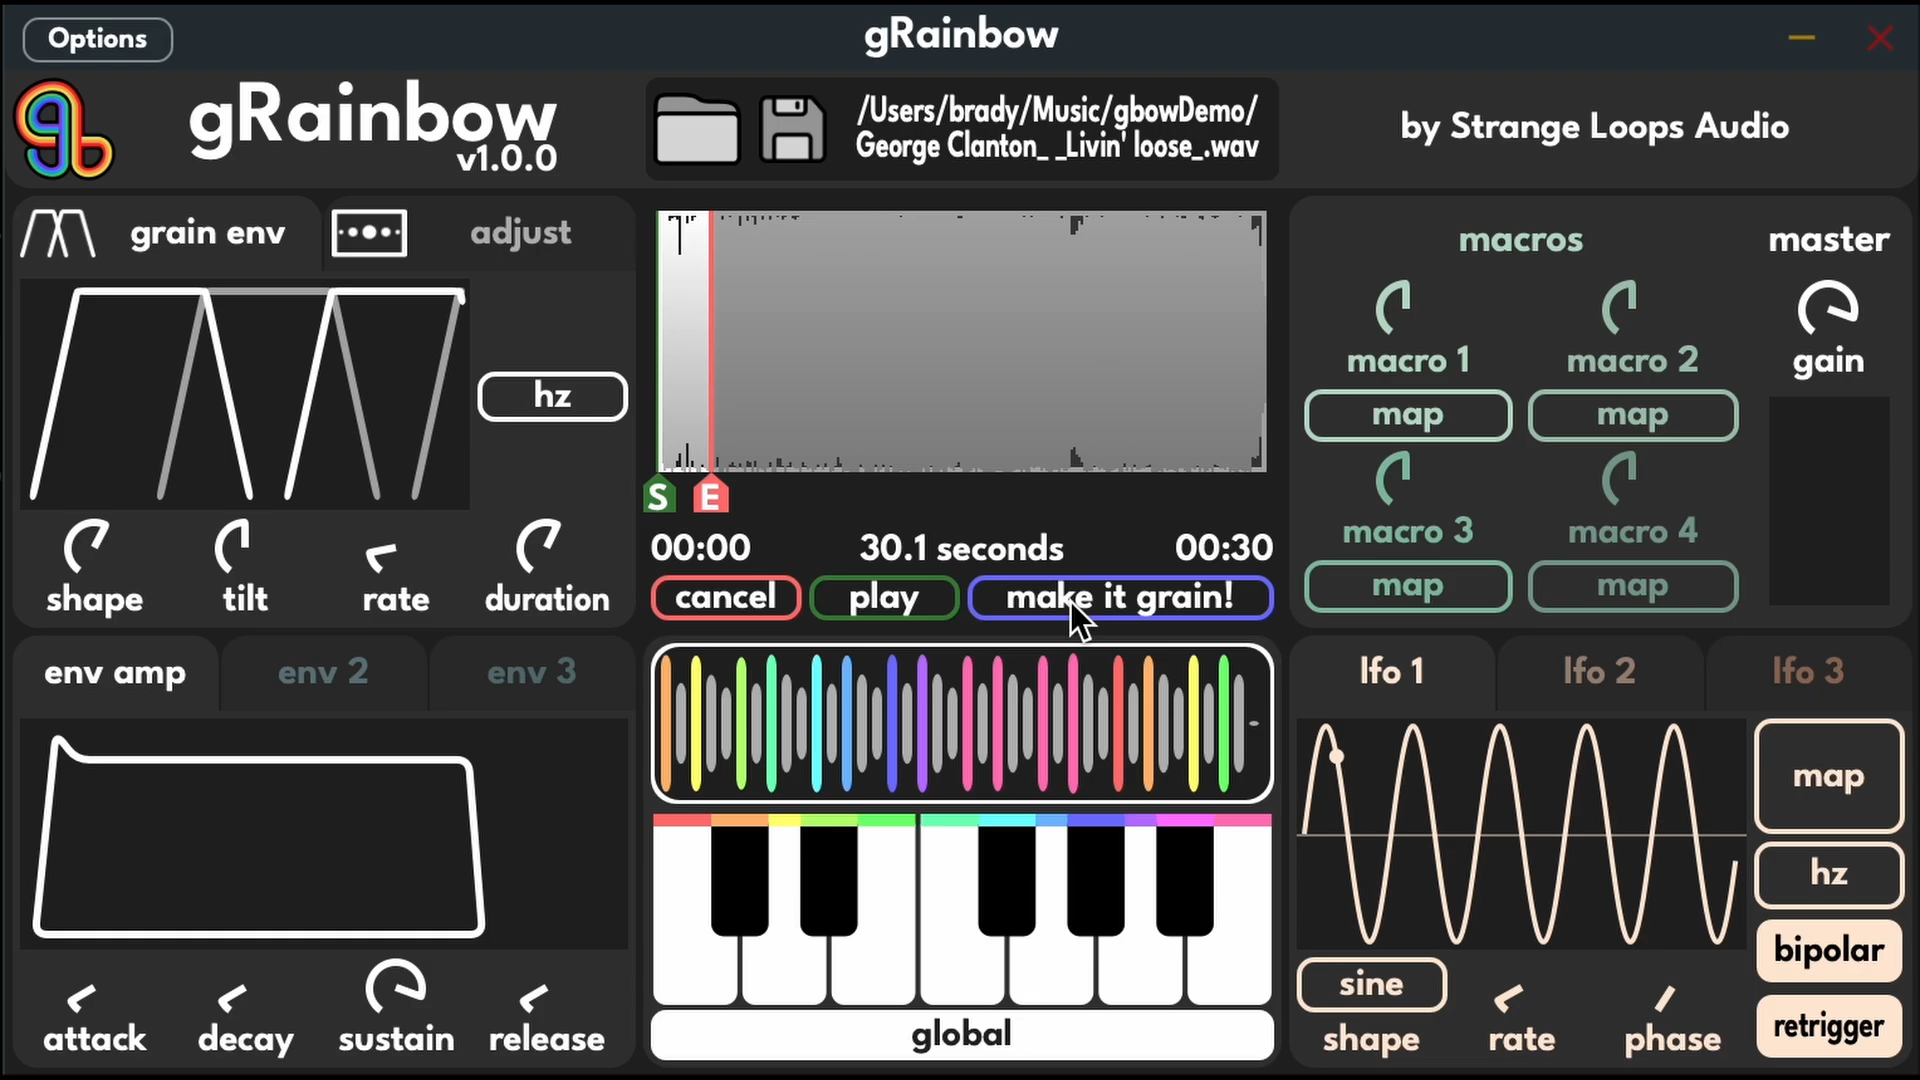 Options
gRainbow
gb
gRainbow
v1.0.0
/Users/brady/Music/gbowDemo/
George Clanton_ _Livin' loose_.wav
by Strange Loops Audio
grain env
adjust
hz
shape
tilt
rate
duration
S
E
00:00
30.1 seconds
00:30
cancel
play
make it grain!
macros
master
macro 1
macro 2
gain
map
map
macro 3
macro 4
map
map
env amp
env 2
env 3
attack
decay
sustain
release
global
lfo 1
lfo 2
lfo 3
map
hz
bipolar
retrigger
sine
shape
rate
phase